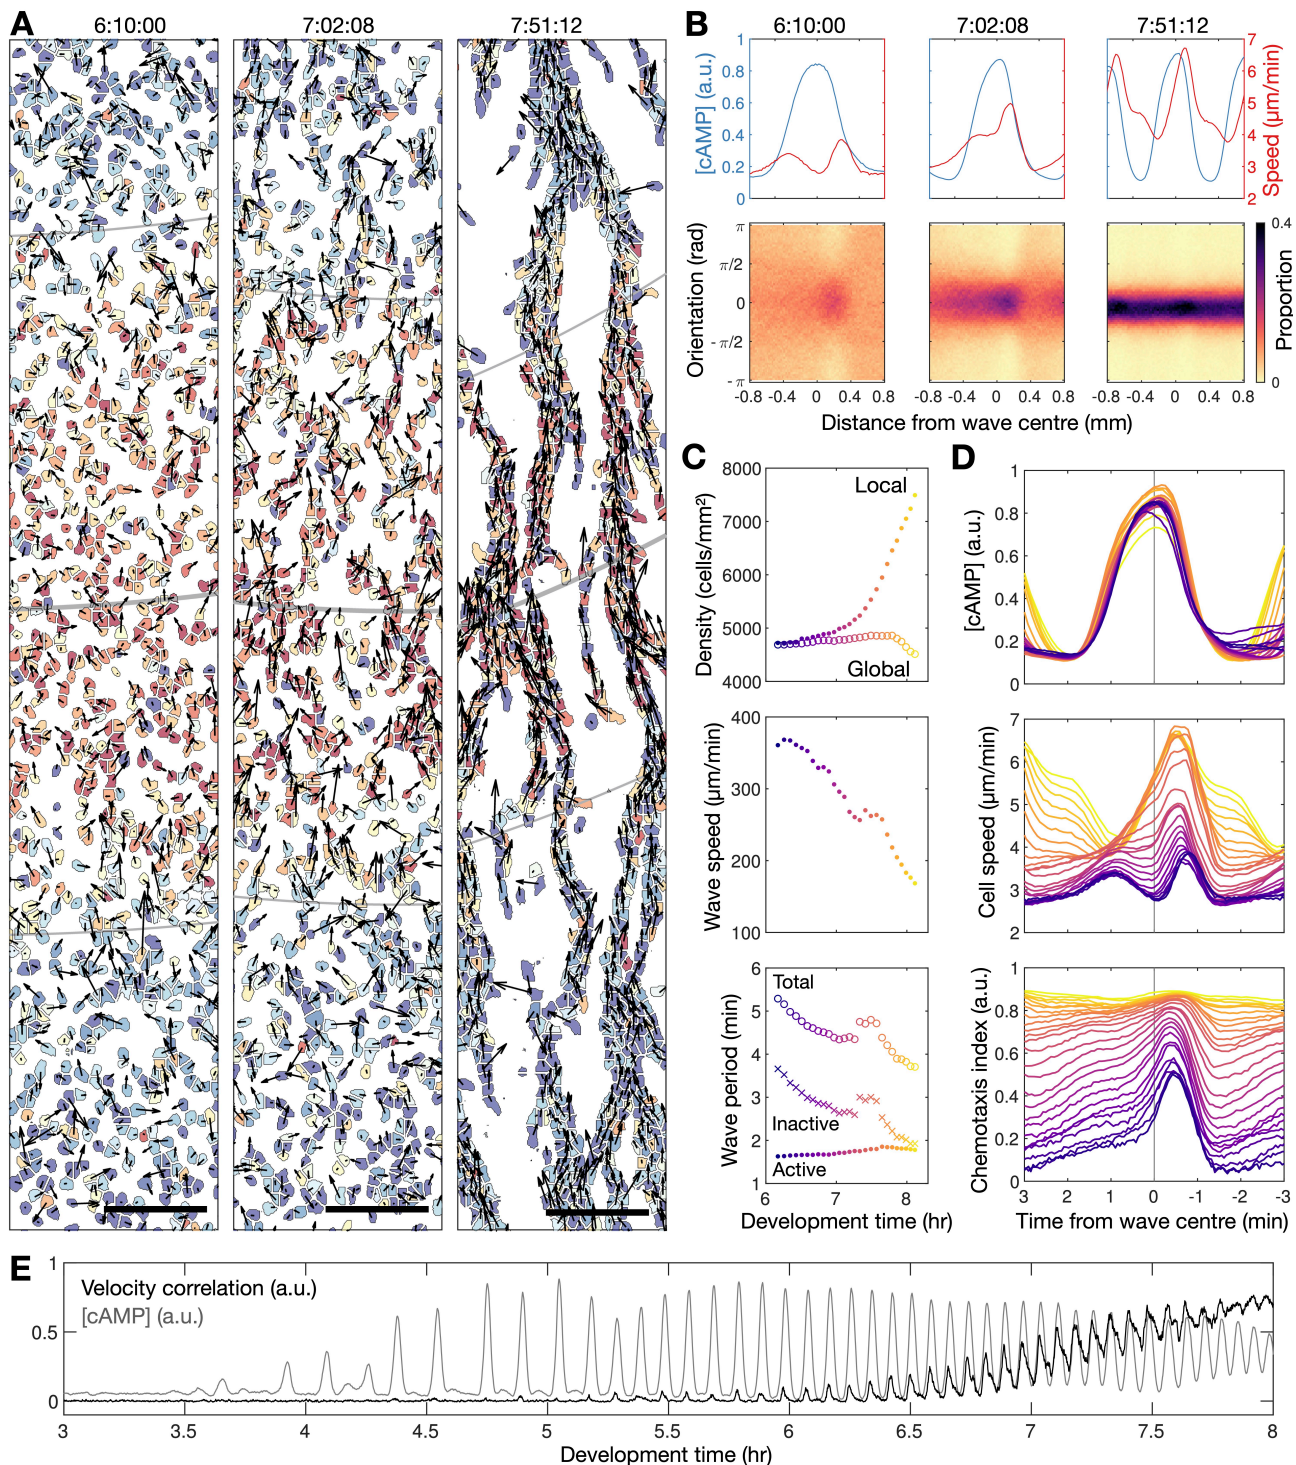 A
6:10:00
7:02:08
7:51:12
B
6:10:00
7:02:08
7:51:12
[cAMP] (a.u.)
1
0.8
0.6
0.4
0.2
0
7
6
5
4
3
2
Speed (µm/min)
Orientation (rad)
π
π/2
0
- π/2
- π
0.4
0
Proportion
-0.8 -0.4 0 0.4 0.8
-0.8 -0.4 0 0.4 0.8
-0.8 -0.4 0 0.4 0.8
Distance from wave centre (mm)
C
Density (cells/mm²)
8000
7000
6000
5000
4000
Local
Global
Wave speed (µm/min)
400
300
200
100
Wave period (min)
6
5
4
3
2
1
Total
Inactive
Active
6 7 8
Development time (hr)
D
[cAMP] (a.u.)
1
0.8
0.6
0.4
0.2
0
Cell speed (µm/min)
7
6
5
4
3
2
Chemotaxis index (a.u.)
1
0.8
0.6
0.4
0.2
0
3 2 1 0 -1 -2 -3
Time from wave centre (min)
E
1
0.5
0
Velocity correlation (a.u.)
[cAMP] (a.u.)
3 3.5 4 4.5 5 5.5 6 6.5 7 7.5 8
Development time (hr)